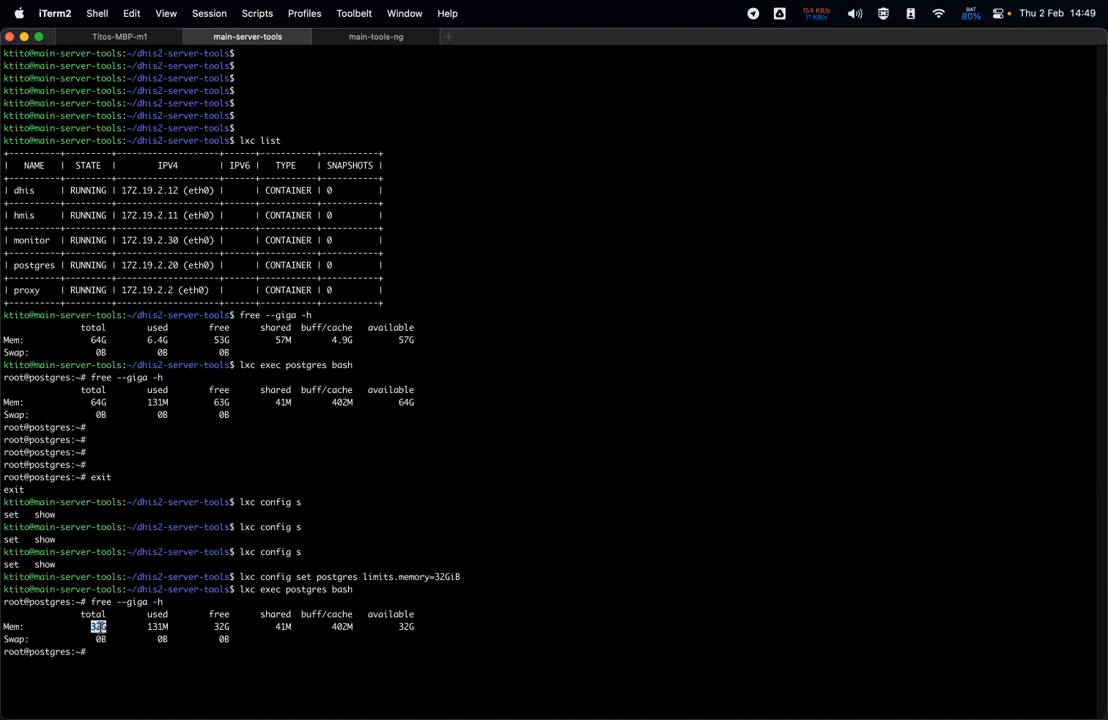 iTerm2 Shell Edit View Session Scripts Profiles Toolbelt Window Help 164 KB/s 11 KB/s BAT 80% Thu 2 Feb 14:49
Titos-MBP-m1 main-server-tools main-tools-ng +
ktito@main-server-tools:~/dhis2-server-tools$
ktito@main-server-tools:~/dhis2-server-tools$
ktito@main-server-tools:~/dhis2-server-tools$
ktito@main-server-tools:~/dhis2-server-tools$
ktito@main-server-tools:~/dhis2-server-tools$
ktito@main-server-tools:~/dhis2-server-tools$
ktito@main-server-tools:~/dhis2-server-tools$
ktito@main-server-tools:~/dhis2-server-tools$ lxc list
+----------+---------+--------------------+------+-----------+-----------+
|   NAME   |  STATE  |        IPV4        | IPV6 |   TYPE    | SNAPSHOTS |
+----------+---------+--------------------+------+-----------+-----------+
| dhis     | RUNNING | 172.19.2.12 (eth0) |      | CONTAINER | 0         |
+----------+---------+--------------------+------+-----------+-----------+
| hmis     | RUNNING | 172.19.2.11 (eth0) |      | CONTAINER | 0         |
+----------+---------+--------------------+------+-----------+-----------+
| monitor  | RUNNING | 172.19.2.30 (eth0) |      | CONTAINER | 0         |
+----------+---------+--------------------+------+-----------+-----------+
| postgres | RUNNING | 172.19.2.20 (eth0) |      | CONTAINER | 0         |
+----------+---------+--------------------+------+-----------+-----------+
| proxy    | RUNNING | 172.19.2.2 (eth0)  |      | CONTAINER | 0         |
+----------+---------+--------------------+------+-----------+-----------+
ktito@main-server-tools:~/dhis2-server-tools$ free --giga -h
total used free shared buff/cache available
Mem: 64G 6.4G 53G 57M 4.9G 57G
Swap: 0B 0B 0B
ktito@main-server-tools:~/dhis2-server-tools$ lxc exec postgres bash
root@postgres:~# free --giga -h
total used free shared buff/cache available
Mem: 64G 131M 63G 41M 402M 64G
Swap: 0B 0B 0B
root@postgres:~#
root@postgres:~#
root@postgres:~#
root@postgres:~#
root@postgres:~# exit
exit
ktito@main-server-tools:~/dhis2-server-tools$ lxc config s
set show
ktito@main-server-tools:~/dhis2-server-tools$ lxc config s
set show
ktito@main-server-tools:~/dhis2-server-tools$ lxc config s
set show
ktito@main-server-tools:~/dhis2-server-tools$ lxc config set postgres limits.memory=32GiB
ktito@main-server-tools:~/dhis2-server-tools$ lxc exec postgres bash
root@postgres:~# free --giga -h
total used free shared buff/cache available
Mem: 32G 131M 32G 41M 402M 32G
Swap: 0B 0B 0B
root@postgres:~#